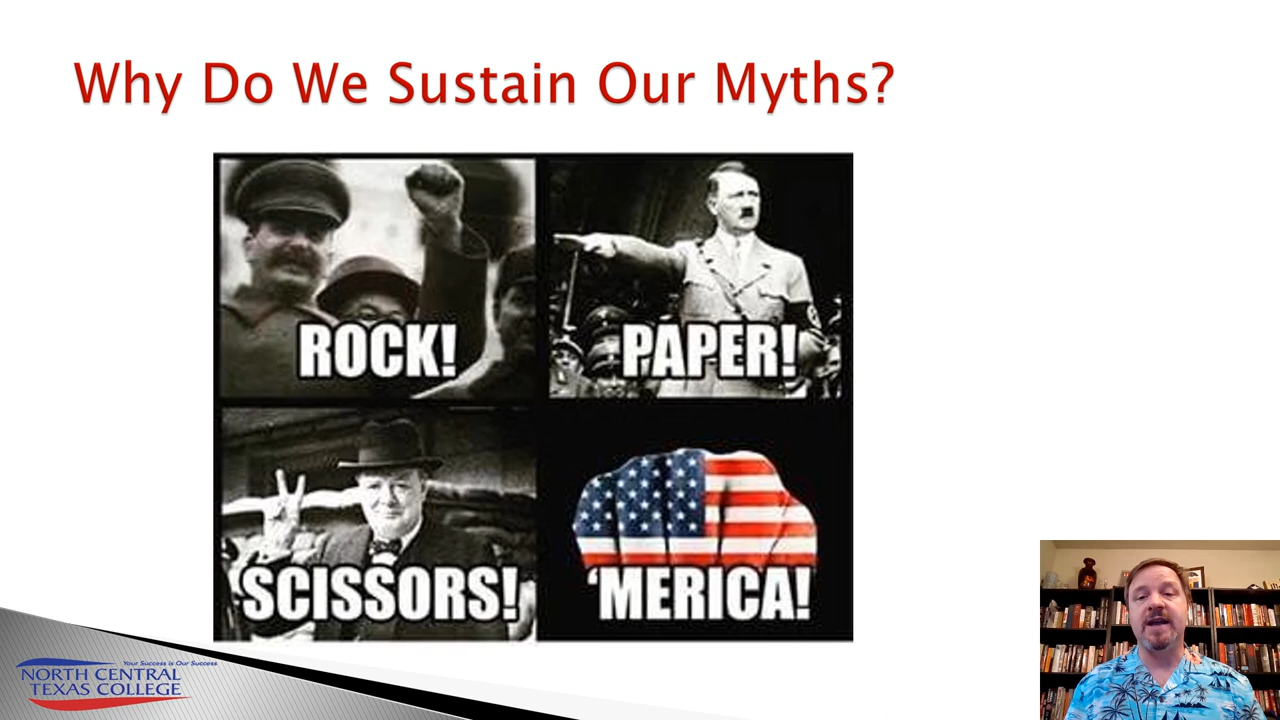 Why Do We Sustain Our Myths?
ROCK!
PAPER!
SCISSORS!
‘MERICA!
Your Success is Our Success
NORTH CENTRAL
TEXAS COLLEGE